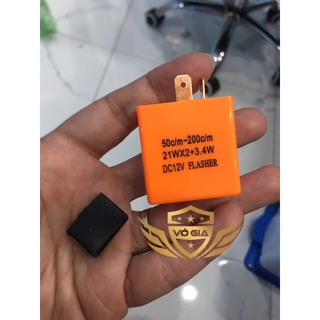 50c/m-200c/m
21WX2+3.4W
DC12V FLASHER
VÕ GIA